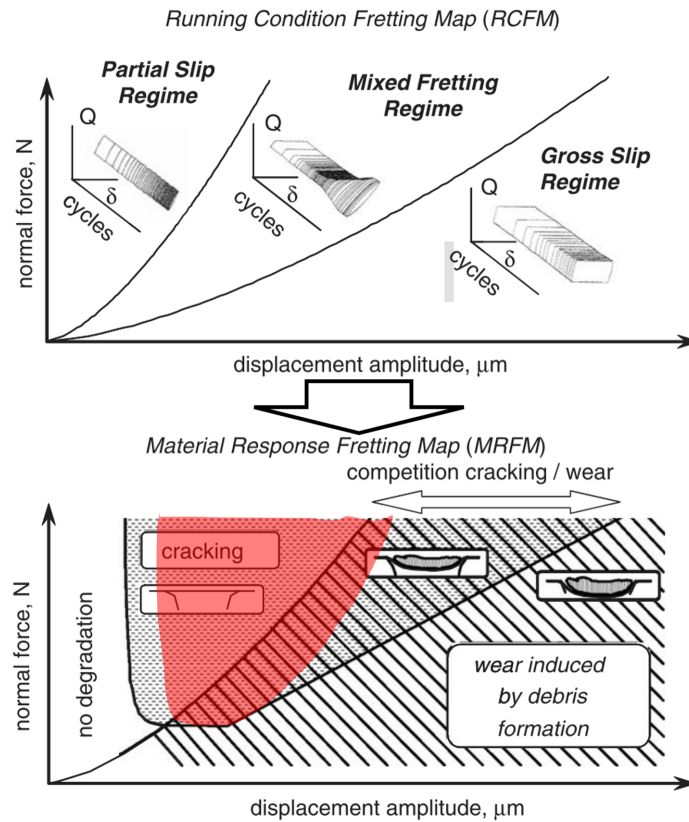 Running Condition Fretting Map (RCFM)
Partial Slip
Regime
Mixed Fretting
Regime
Gross Slip
Regime
Q
δ
cycles
Q
δ
cycles
Q
δ
cycles
normal force, N
displacement amplitude, μm
Material Response Fretting Map (MRFM)
competition cracking / wear
cracking
no degradation
normal force, N
wear induced
by debris
formation
displacement amplitude, μm